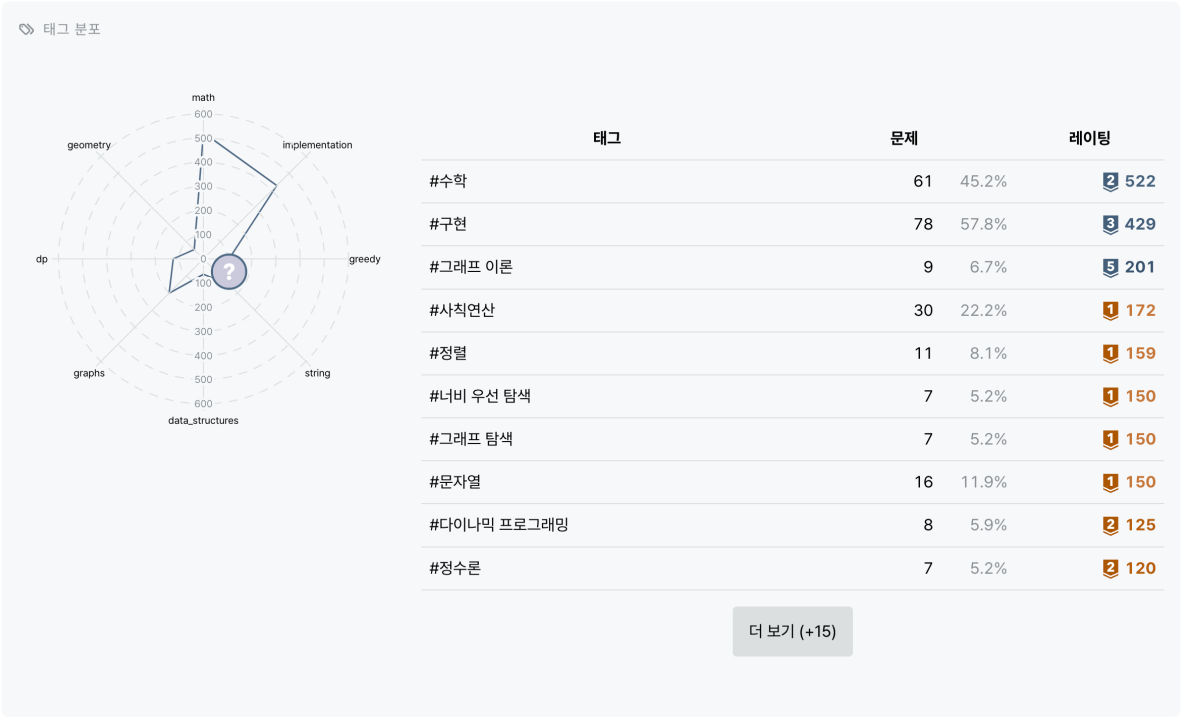 태그 분포
math
600
geometry
implementation
500
400
300
200
100
dp
0
greedy
?
100
200
300
400
graphs
string
500
600
data_structures
태그 문제 레이팅
#수학 61 45.2% 2 522
#구현 78 57.8% 3 429
#그래프 이론 9 6.7% 5 201
#사칙연산 30 22.2% 1 172
#정렬 11 8.1% 1 159
#너비 우선 탐색 7 5.2% 1 150
#그래프 탐색 7 5.2% 1 150
#문자열 16 11.9% 1 150
#다이나믹 프로그래밍 8 5.9% 2 125
#정수론 7 5.2% 2 120
더 보기 (+15)